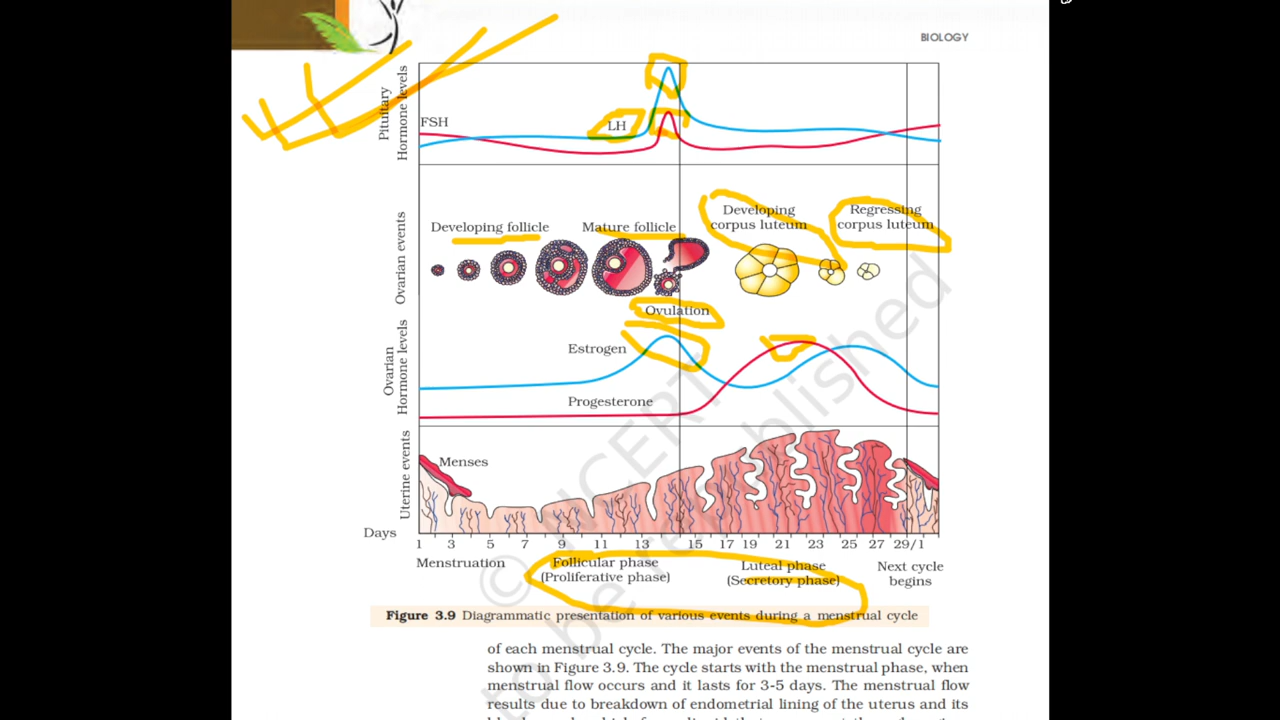 BIOLOGY
Pituitary
Hormone levels
FSH
LH
Ovarian events
Developing follicle
Mature follicle
Developing
corpus luteum
Regressing
corpus luteum
Ovulation
Ovarian
Hormone levels
Estrogen
Progesterone
Uterine events
Menses
Days
1 3 5 7 9 11 13 15 17 19 21 23 25 27 29/1
Menstruation
Follicular phase
(Proliferative phase)
Luteal phase
(Secretory phase)
Next cycle
begins
© NCERT
to be republished
Figure 3.9 Diagrammatic presentation of various events during a menstrual cycle
of each menstrual cycle. The major events of the menstrual cycle are
shown in Figure 3.9. The cycle starts with the menstrual phase, when
menstrual flow occurs and it lasts for 3-5 days. The menstrual flow
results due to breakdown of endometrial lining of the uterus and its